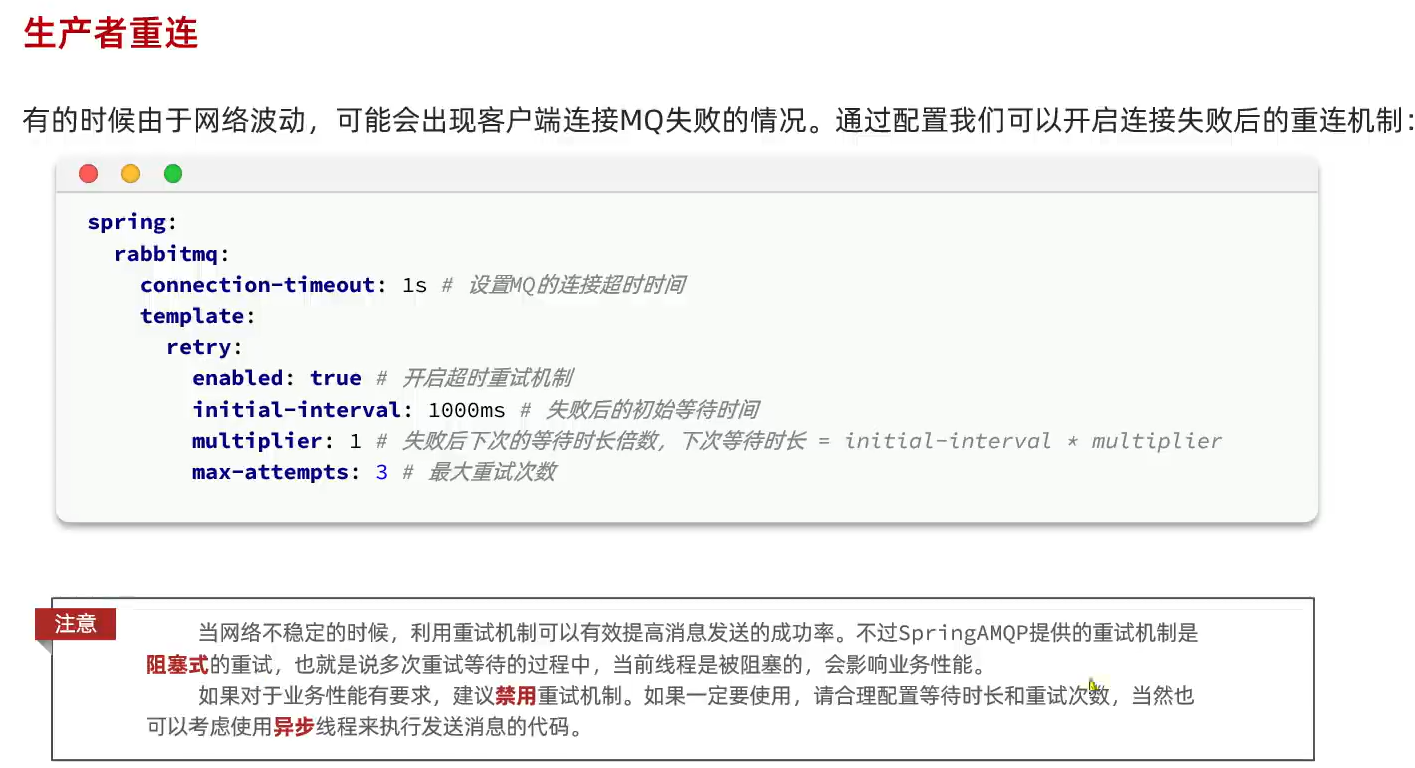 生产者重连
有的时候由于网络波动，可能会出现客户端连接MQ失败的情况。通过配置我们可以开启连接失败后的重连机制：
spring:
  rabbitmq:
    connection-timeout: 1s # 设置MQ的连接超时时间
    template:
      retry:
        enabled: true # 开启超时重试机制
        initial-interval: 1000ms # 失败后的初始等待时间
        multiplier: 1 # 失败后下次的等待时长倍数，下次等待时长 = initial-interval * multiplier
        max-attempts: 3 # 最大重试次数
注意
当网络不稳定的时候，利用重试机制可以有效提高消息发送的成功率。不过SpringAMQP提供的重试机制是
阻塞式的重试，也就是说多次重试等待的过程中，当前线程是被阻塞的，会影响业务性能。
如果对于业务性能有要求，建议禁用重试机制。如果一定要使用，请合理配置等待时长和重试次数，当然也
可以考虑使用异步线程来执行发送消息的代码。